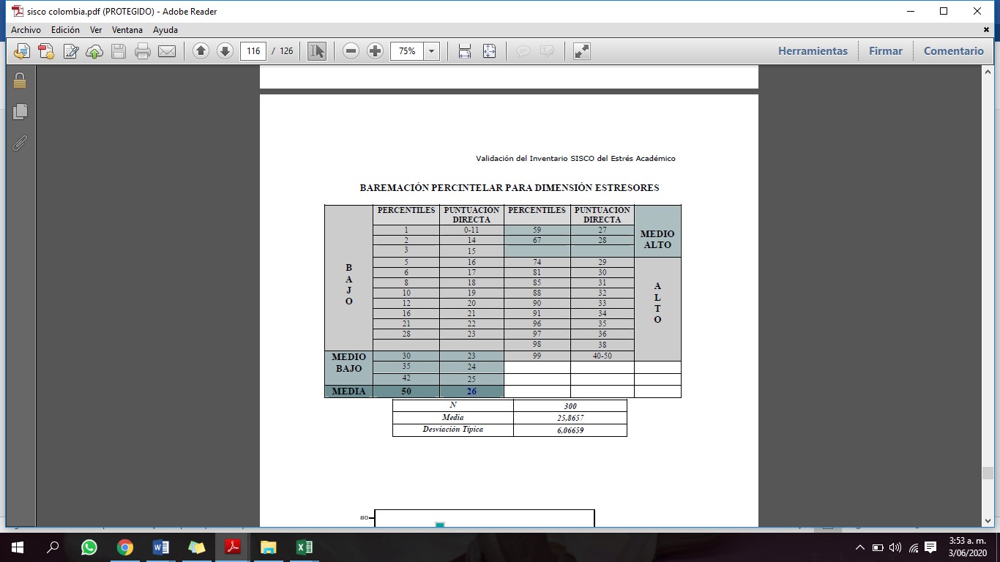 sisco colombia.pdf (PROTEGIDO) - Adobe Reader
Archivo Edición Ver Ventana Ayuda
116 / 126 75% Herramientas Firmar Comentario
Validación del Inventario SISCO del Estrés Académico
BAREMACIÓN PERCINTELAR PARA DIMENSIÓN ESTRESORES
BAJO PERCENTILES PUNTUACIÓN DIRECTA PERCENTILES PUNTUACIÓN DIRECTA MEDIO ALTO
1 0-11 59 27
2 14 67 28
3 15
5 16 74 29 ALTO
6 17 81 30
8 18 85 31
10 19 88 32
12 20 90 33
16 21 91 34
21 22 96 35
28 23 97 36
98 38
MEDIO BAJO 30 23 99 40-50
35 24
42 25
MEDIA 50 26
N 300
Media 25,8657
Desviación Típica 6,06659
80
3:53 a. m.
3/06/2020